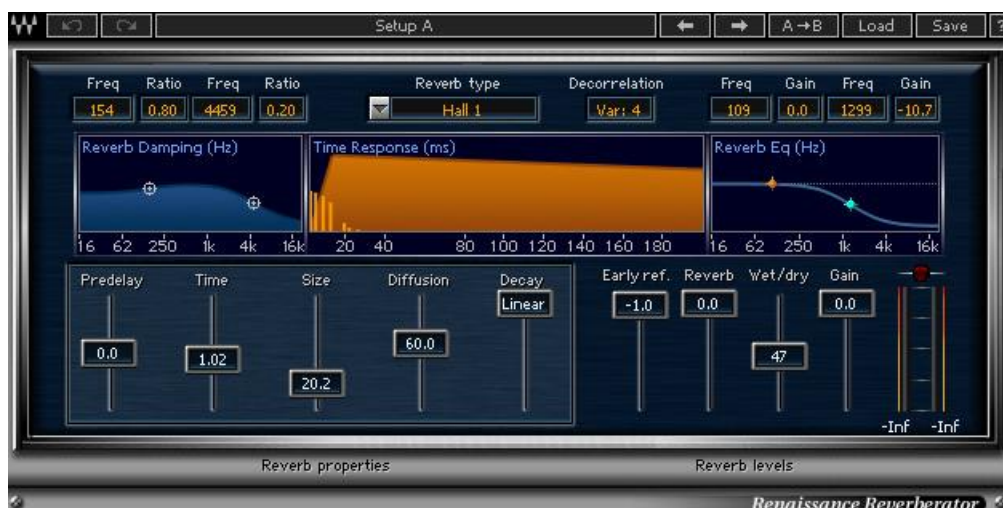 Setup A A→B Load Save ?
Freq Ratio Freq Ratio Reverb type Decorrelation Freq Gain Freq Gain
154 0.80 4459 0.20 Hall 1 Var: 4 109 0.0 1299 -10.7
Reverb Damping (Hz) Time Response (ms) Reverb Eq (Hz)
16 62 250 1k 4k 16k 20 40 80 100 120 140 160 180 16 62 250 1k 4k 16k
Predelay Time Size Diffusion Decay Early ref. Reverb Wet/dry Gain
Linear -1.0 0.0 0.0
0.0 1.02 60.0 47
20.2
-Inf -Inf
Reverb properties Reverb levels
Renaissance Reverberator